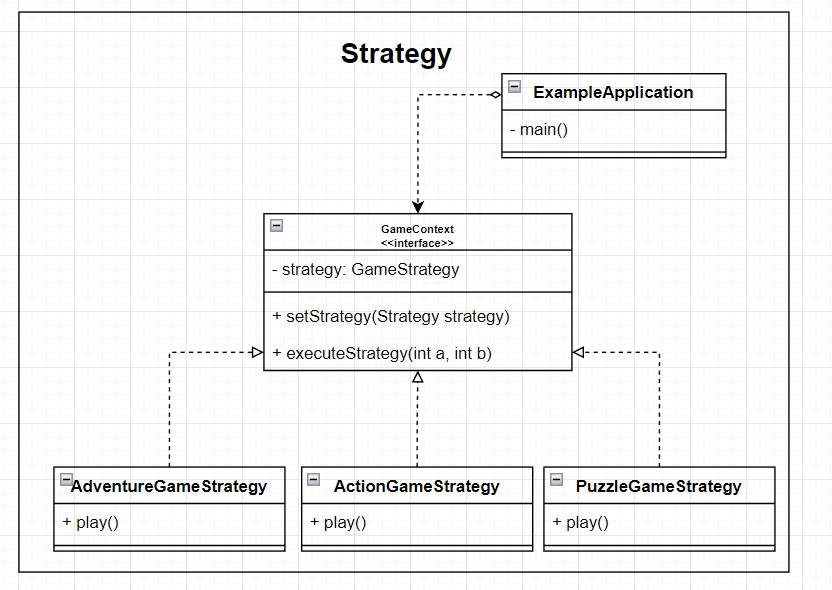 Strategy
ExampleApplication
- main()
GameContext
<<interface>>
- strategy: GameStrategy
+ setStrategy(Strategy strategy)
+ executeStrategy(int a, int b)
AdventureGameStrategy
+ play()
ActionGameStrategy
+ play()
PuzzleGameStrategy
+ play()